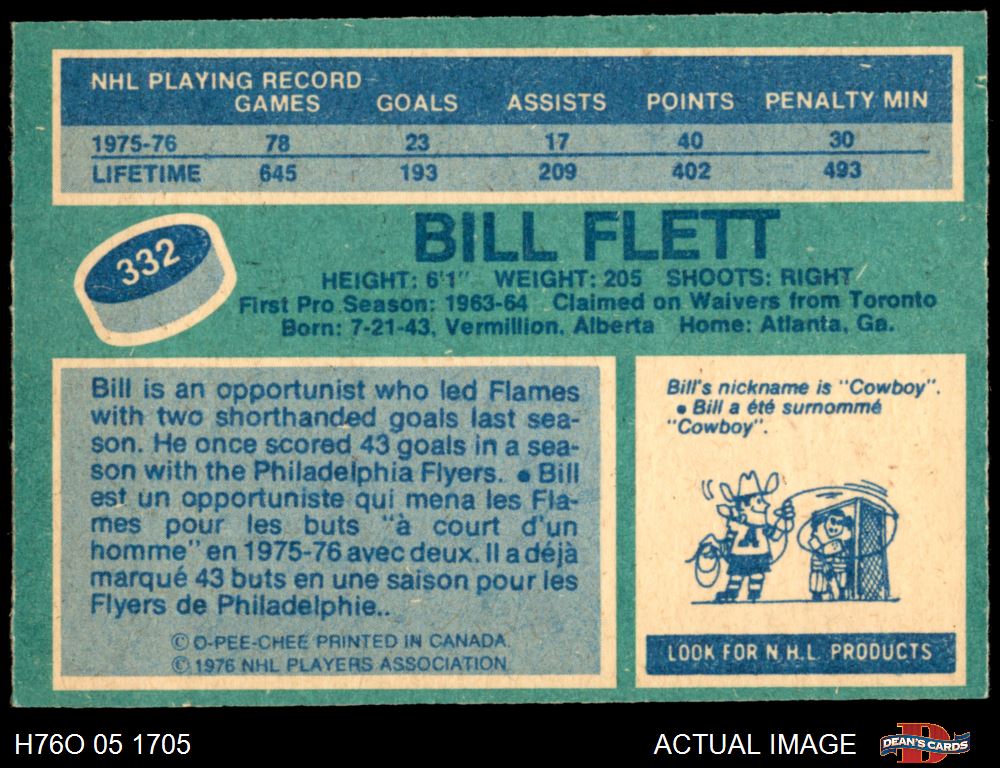 NHL PLAYING RECORD
GAMES GOALS ASSISTS POINTS PENALTY MIN
1975-76 78 23 17 40 30
LIFETIME 645 193 209 402 493
332
BILL FLETT
HEIGHT: 6'1" WEIGHT: 205 SHOOTS: RIGHT
First Pro Season: 1963-64 Claimed on Waivers from Toronto
Born: 7-21-43, Vermillion, Alberta Home: Atlanta, Ga.
Bill is an opportunist who led Flames
with two shorthanded goals last sea-
son. He once scored 43 goals in a sea-
son with the Philadelphia Flyers. ● Bill
est un opportuniste qui mena les Fla-
mes pour les buts "à court d'un
homme" en 1975-76 avec deux. Il a déjà
marqué 43 buts en une saison pour les
Flyers de Philadelphie..
© O-PEE-CHEE PRINTED IN CANADA.
© 1976 NHL PLAYERS ASSOCIATION
Bill's nickname is "Cowboy".
● Bill a été surnommé
"Cowboy".
A
LOOK FOR N.H.L. PRODUCTS
H76O 05 1705
ACTUAL IMAGE
D
DEAN'S CARDS